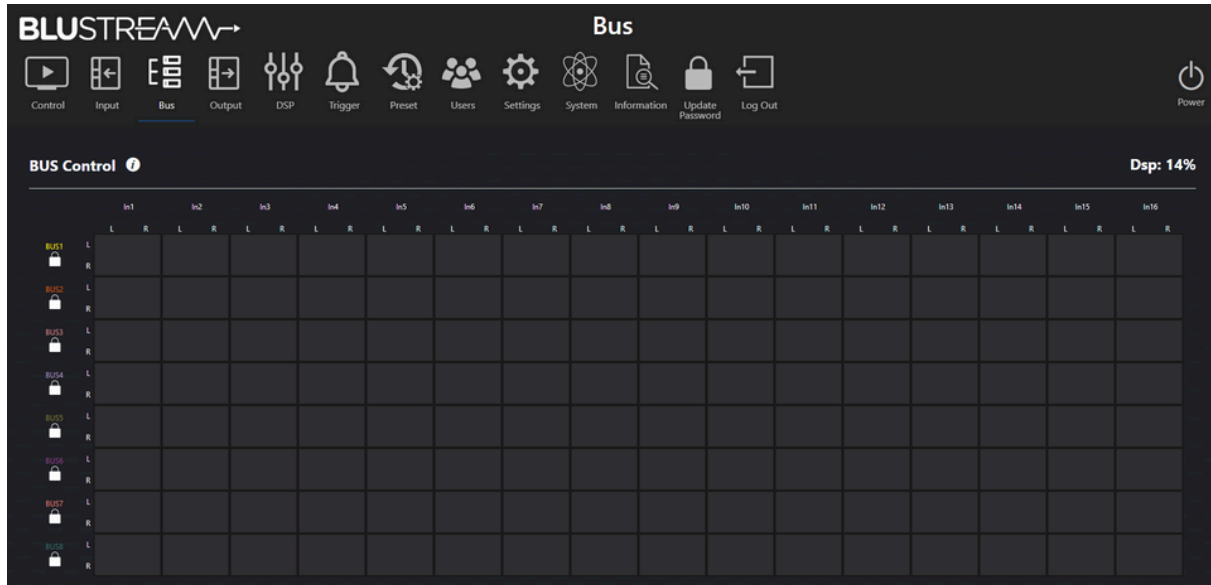 BLUSTREAM
Bus
Control Input Bus Output DSP Trigger Preset Users Settings System Information Update Password Log Out Power
BUS Control i Dsp: 14%
In1 In2 In3 In4 In5 In6 In7 In8 In9 In10 In11 In12 In13 In14 In15 In16
L R L R L R L R L R L R L R L R L R L R L R L R L R L R L R L R
BUS1 L
R
BUS2 L
R
BUS3 L
R
BUS4 L
R
BUS5 L
R
BUS6 L
R
BUS7 L
R
BUS8 L
R